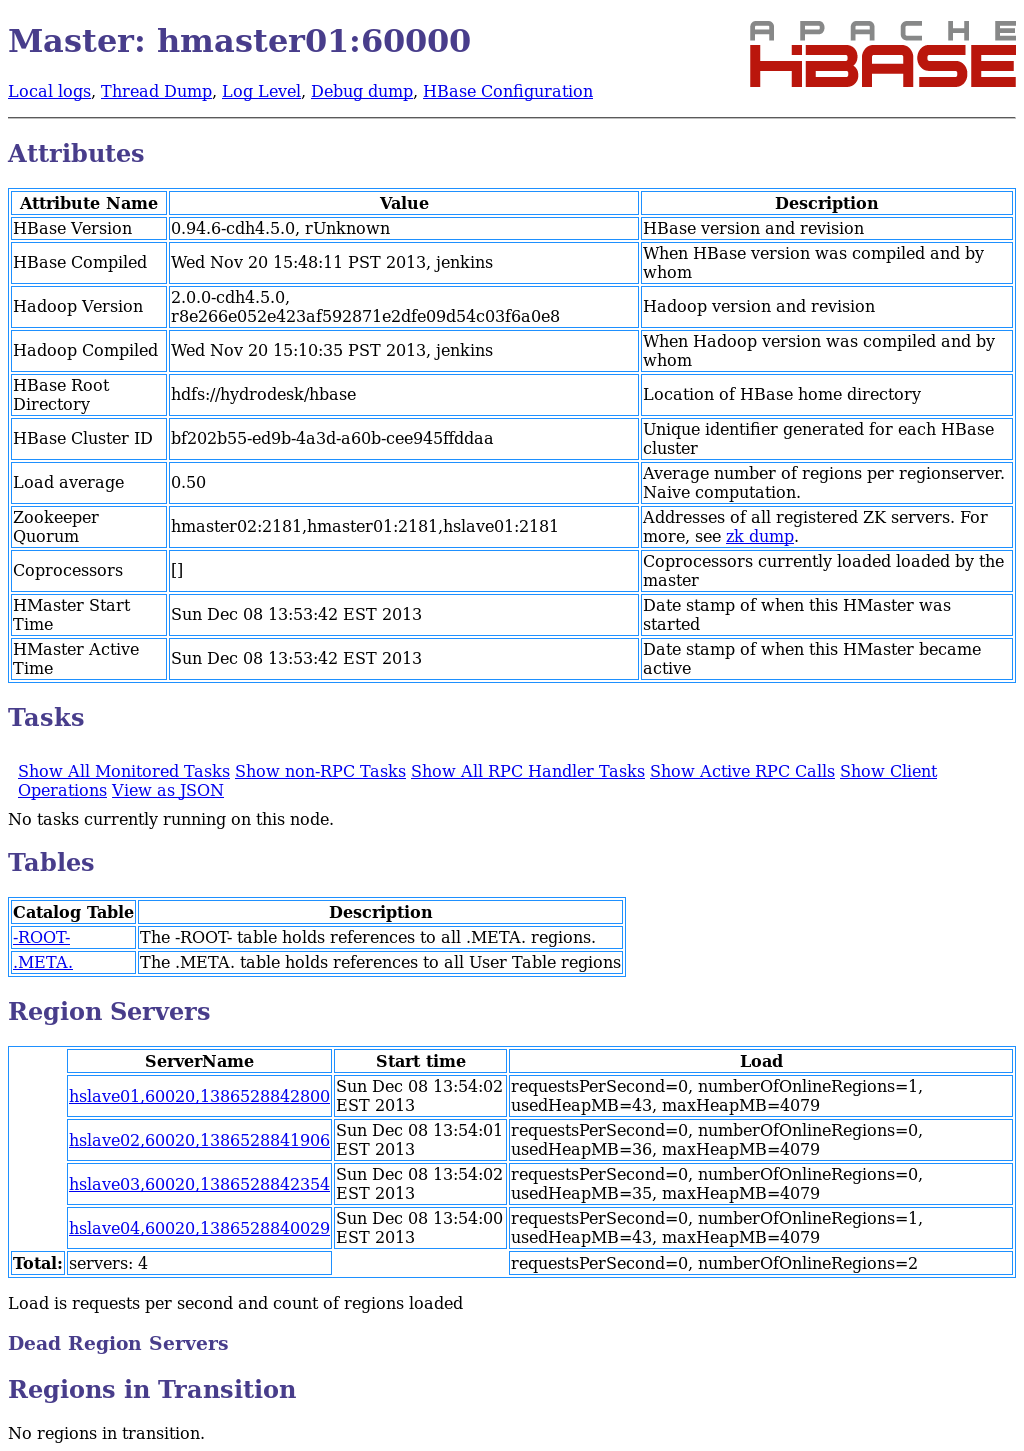 Master: hmaster01:60000
APACHE
HBASE
Local logs, Thread Dump, Log Level, Debug dump, HBase Configuration
Attributes
Attribute Name Value Description
HBase Version 0.94.6-cdh4.5.0, rUnknown HBase version and revision
HBase Compiled Wed Nov 20 15:48:11 PST 2013, jenkins When HBase version was compiled and by
whom
Hadoop Version 2.0.0-cdh4.5.0,
r8e266e052e423af592871e2dfe09d54c03f6a0e8 Hadoop version and revision
Hadoop Compiled Wed Nov 20 15:10:35 PST 2013, jenkins When Hadoop version was compiled and by
whom
HBase Root
Directory hdfs://hydrodesk/hbase Location of HBase home directory
HBase Cluster ID bf202b55-ed9b-4a3d-a60b-cee945ffddaa Unique identifier generated for each HBase
cluster
Load average 0.50 Average number of regions per regionserver.
Naive computation.
Zookeeper
Quorum hmaster02:2181,hmaster01:2181,hslave01:2181 Addresses of all registered ZK servers. For
more, see zk dump.
Coprocessors [] Coprocessors currently loaded loaded by the
master
HMaster Start
Time Sun Dec 08 13:53:42 EST 2013 Date stamp of when this HMaster was
started
HMaster Active
Time Sun Dec 08 13:53:42 EST 2013 Date stamp of when this HMaster became
active
Tasks
Show All Monitored Tasks Show non-RPC Tasks Show All RPC Handler Tasks Show Active RPC Calls Show Client
Operations View as JSON
No tasks currently running on this node.
Tables
Catalog Table Description
-ROOT- The -ROOT- table holds references to all .META. regions.
.META. The .META. table holds references to all User Table regions
Region Servers
ServerName Start time Load
hslave01,60020,1386528842800 Sun Dec 08 13:54:02
EST 2013 requestsPerSecond=0, numberOfOnlineRegions=1,
usedHeapMB=43, maxHeapMB=4079
hslave02,60020,1386528841906 Sun Dec 08 13:54:01
EST 2013 requestsPerSecond=0, numberOfOnlineRegions=0,
usedHeapMB=36, maxHeapMB=4079
hslave03,60020,1386528842354 Sun Dec 08 13:54:02
EST 2013 requestsPerSecond=0, numberOfOnlineRegions=0,
usedHeapMB=35, maxHeapMB=4079
hslave04,60020,1386528840029 Sun Dec 08 13:54:00
EST 2013 requestsPerSecond=0, numberOfOnlineRegions=1,
usedHeapMB=43, maxHeapMB=4079
Total: servers: 4 requestsPerSecond=0, numberOfOnlineRegions=2
Load is requests per second and count of regions loaded
Dead Region Servers
Regions in Transition
No regions in transition.